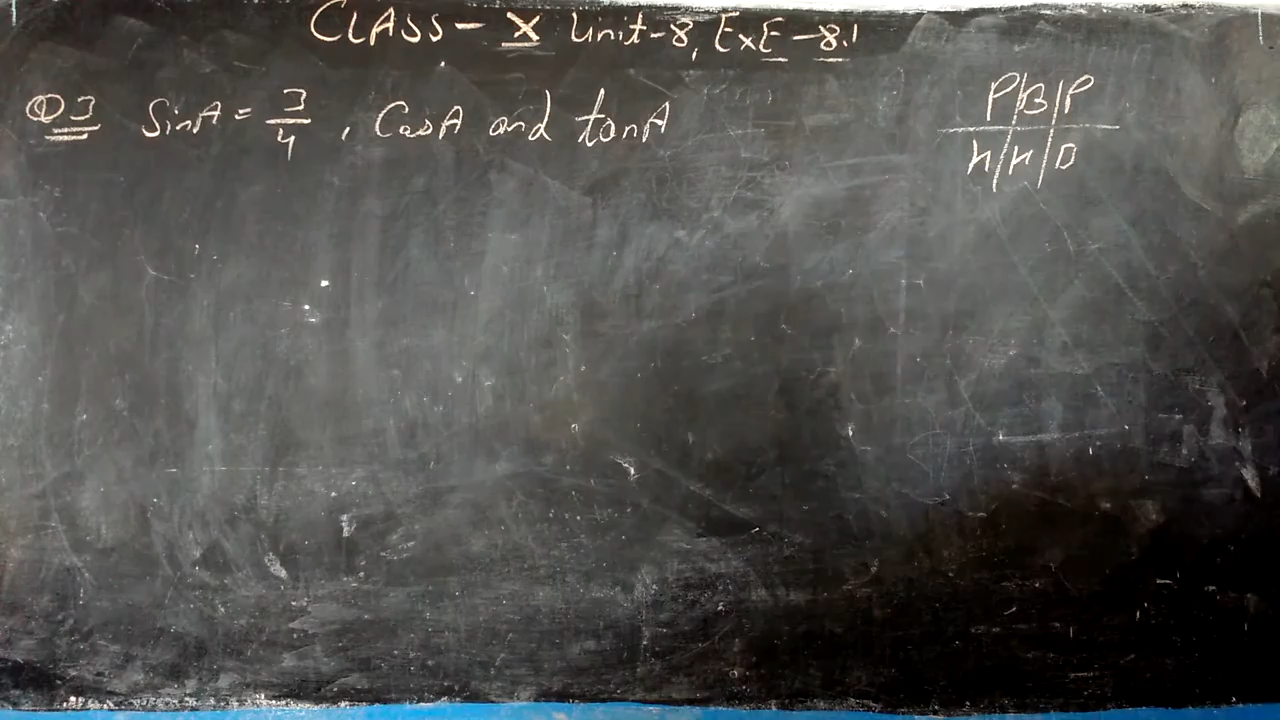 CLASS- X Unit-8, ExE-8.1
Q3 SinA = 3/4, CosA and tanA
P/B/P
H/H/B